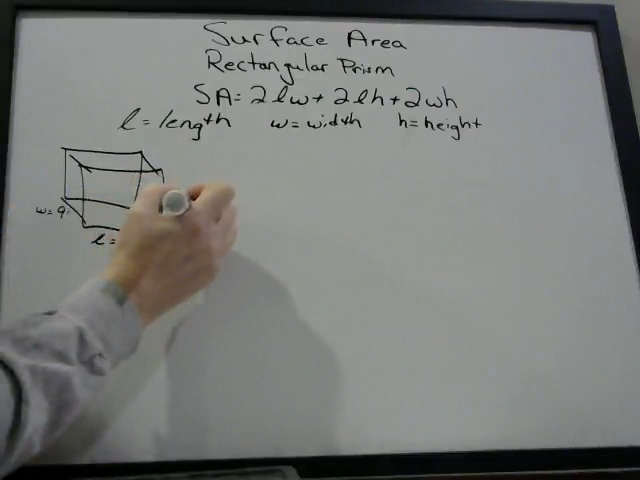 Surface Area
Rectangular Prism
SA = 2lw + 2lh + 2wh
l = length w = width h = height
w = 9
l =